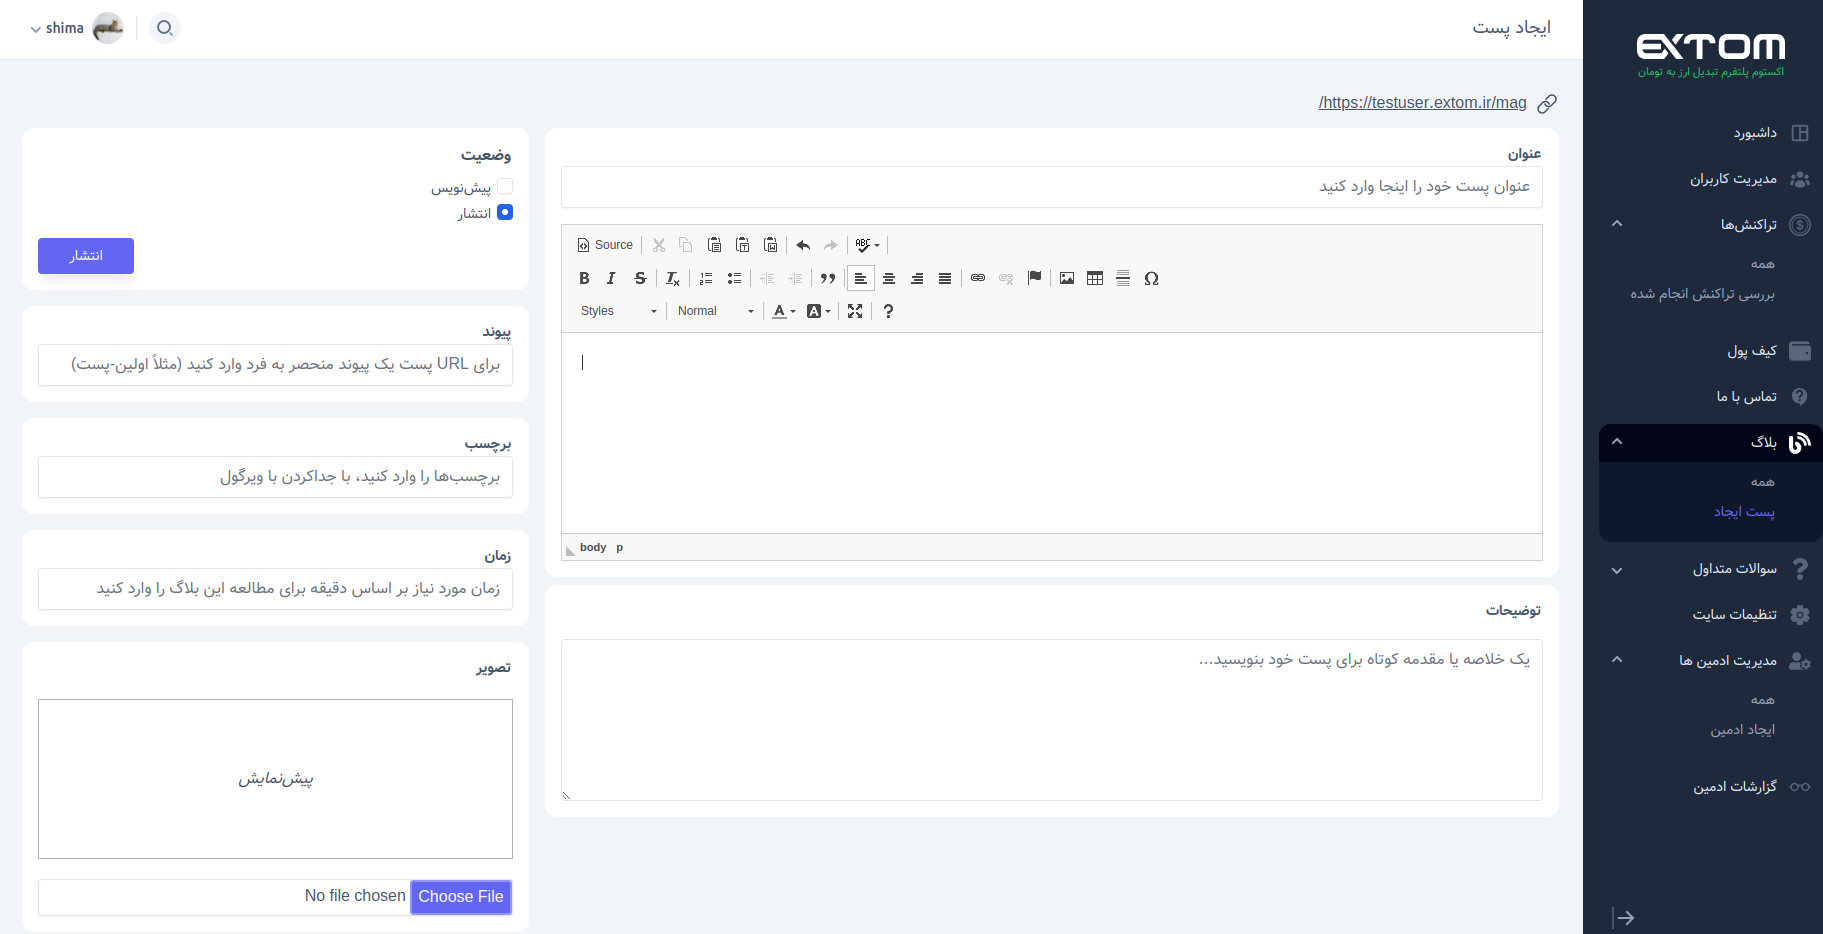 EXTOM
اکستوم پلتفرم تبدیل ارز به تومان
داشبورد
مدیریت کاربران
تراکنش‌ها
همه
بررسی تراکنش انجام شده
کیف پول
تماس با ما
بلاگ
همه
پست ایجاد
سوالات متداول
تنظیمات سایت
مدیریت ادمین ها
همه
ایجاد ادمین
گزارشات ادمین
ایجاد پست
shima
/https://testuser.extom.ir/mag
عنوان
عنوان پست خود را اینجا وارد کنید
Source
ABC
Styles
Normal
body p
توضیحات
یک خلاصه یا مقدمه کوتاه برای پست خود بنویسید...
وضعیت
پیش‌نویس
انتشار
انتشار
پیوند
برای URL پست یک پیوند منحصر به فرد وارد کنید (مثلاً اولین-پست)
برچسب
برچسب‌ها را وارد کنید، با جداکردن با ویرگول
زمان
زمان مورد نیاز بر اساس دقیقه برای مطالعه این بلاگ را وارد کنید
تصویر
پیش‌نمایش
Choose File No file chosen